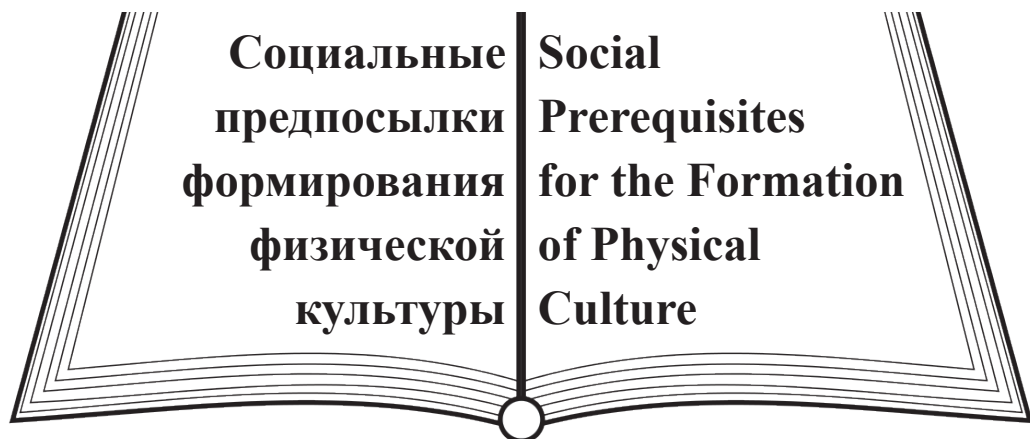 Социальные
предпосылки
формирования
физической
культуры
Social
Prerequisites
for the Formation
of Physical
Culture